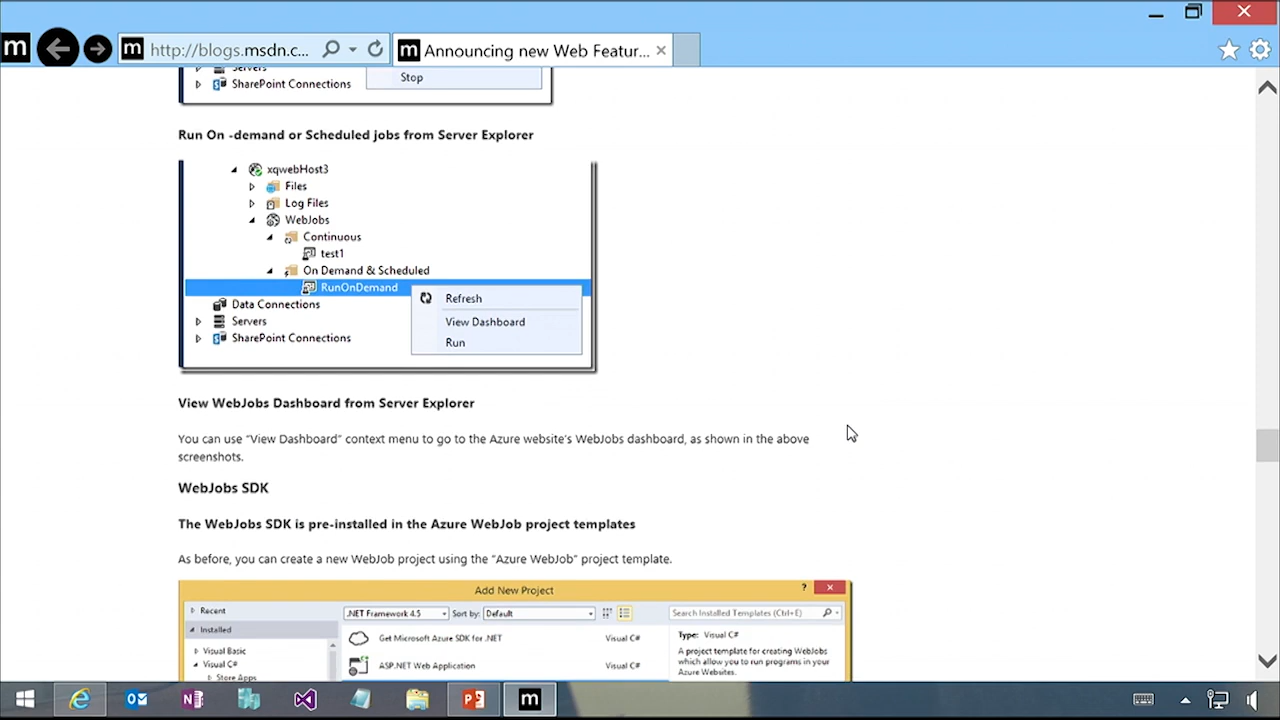 m
http://blogs.msdn.c...
m
m
Announcing new Web Featur...
Servers
SharePoint Connections
Stop
Run On -demand or Scheduled jobs from Server Explorer
xqwebHost3
Files
Log Files
WebJobs
Continuous
test1
On Demand & Scheduled
RunOnDemand
Refresh
Data Connections
View Dashboard
Servers
Run
SharePoint Connections
View WebJobs Dashboard from Server Explorer
You can use "View Dashboard" context menu to go to the Azure website's WebJobs dashboard, as shown in the above
screenshots.
WebJobs SDK
The WebJobs SDK is pre-installed in the Azure WebJob project templates
As before, you can create a new WebJob project using the "Azure WebJob" project template.
Add New Project
?
Recent
.NET Framework 4.5
Sort by: Default
Search Installed Templates (Ctrl+E)
Installed
Get Microsoft Azure SDK for .NET
Visual C#
Type: Visual C#
Visual Basic
A project template for creating WebJobs
Visual C#
ASP.NET Web Application
Visual C#
which allow you to run programs in your
Store Apps
Azure Websites.
m